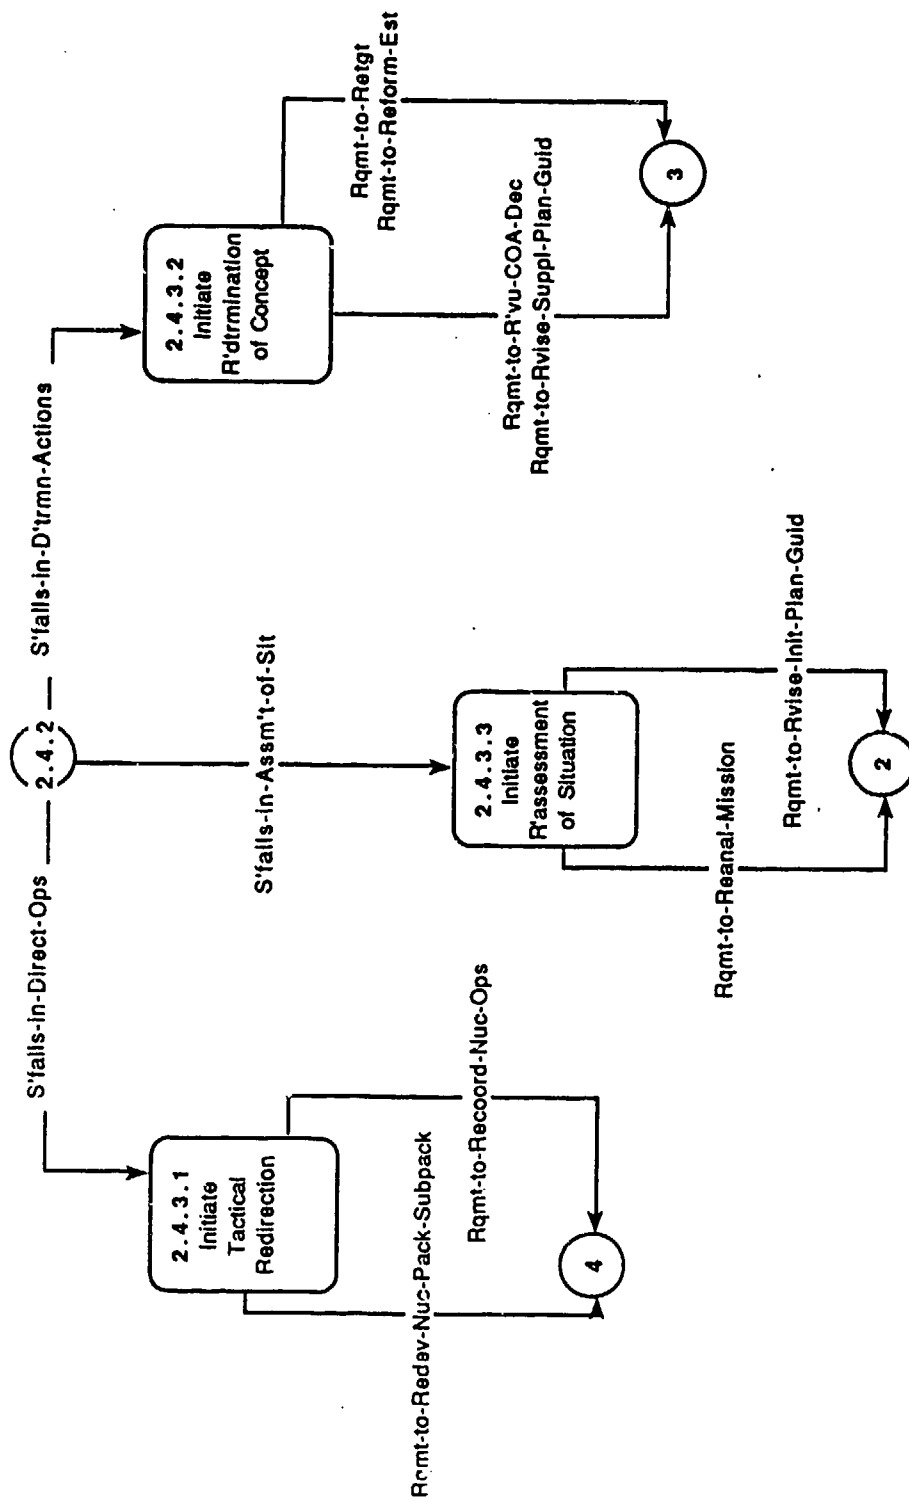 S'falls-in-Direct-Ops
2.4.2
S'falls-in-D'trmn-Actions
S'falls-in-Assm't-of-Sit
2.4.3.1
Initiate
Tactical
Redirection
2.4.3.3
Initiate
R'assessment
of Situation
2.4.3.2
Initiate
R'dtrmination
of Concept
Rqmt-to-Redev-Nuc-Pack-Subpack
Rqmt-to-Recoord-Nuc-Ops
4
Rqmt-to-Reanal-Mission
Rqmt-to-Rvise-Init-Plan-Guid
2
Rqmt-to-R'vu-COA-Dec
Rqmt-to-Rvise-Suppl-Plan-Guid
Rqmt-to-Retgt
Rqmt-to-Reform-Est
3